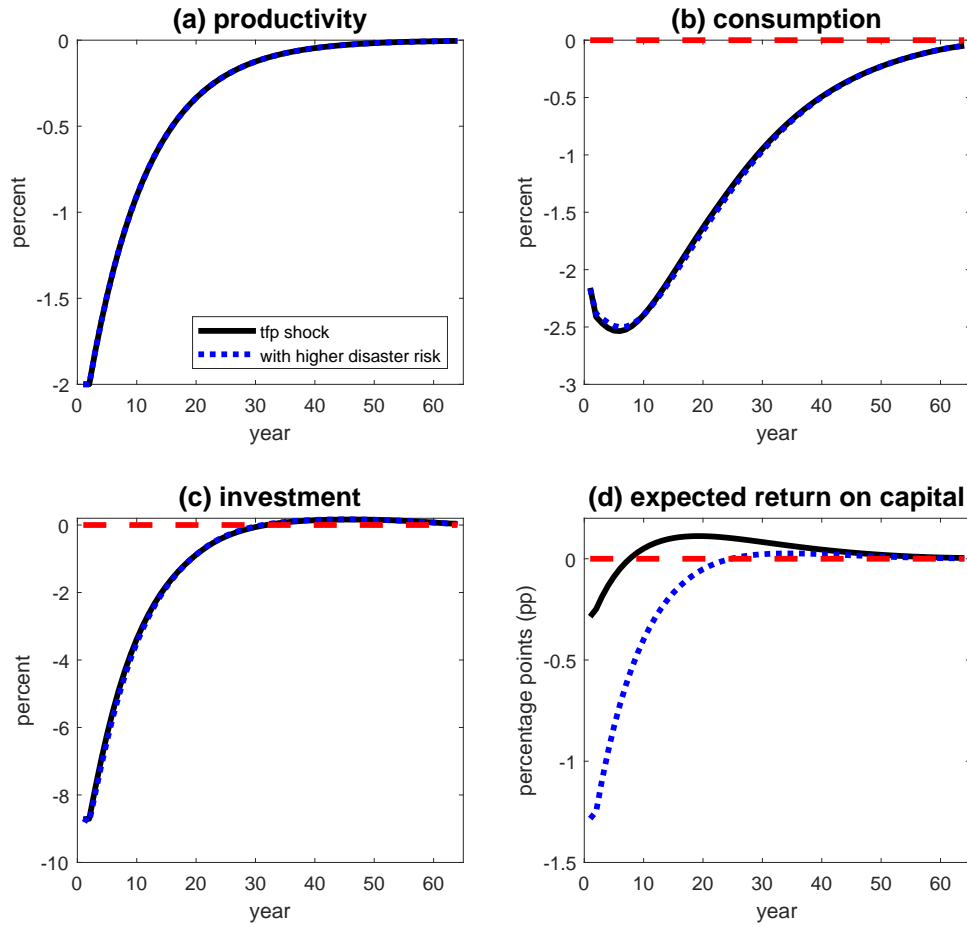 (a) productivity
0
-0.5
-1
-1.5
-2
percent
0 10 20 30 40 50 60
year
tfp shock
with higher disaster risk
(b) consumption
0
-0.5
-1
-1.5
-2
-2.5
-3
percent
0 10 20 30 40 50 60
year
(c) investment
0
-2
-4
-6
-8
-10
percent
0 10 20 30 40 50 60
year
(d) expected return on capital
0
-0.5
-1
-1.5
percentage points (pp)
0 10 20 30 40 50 60
year